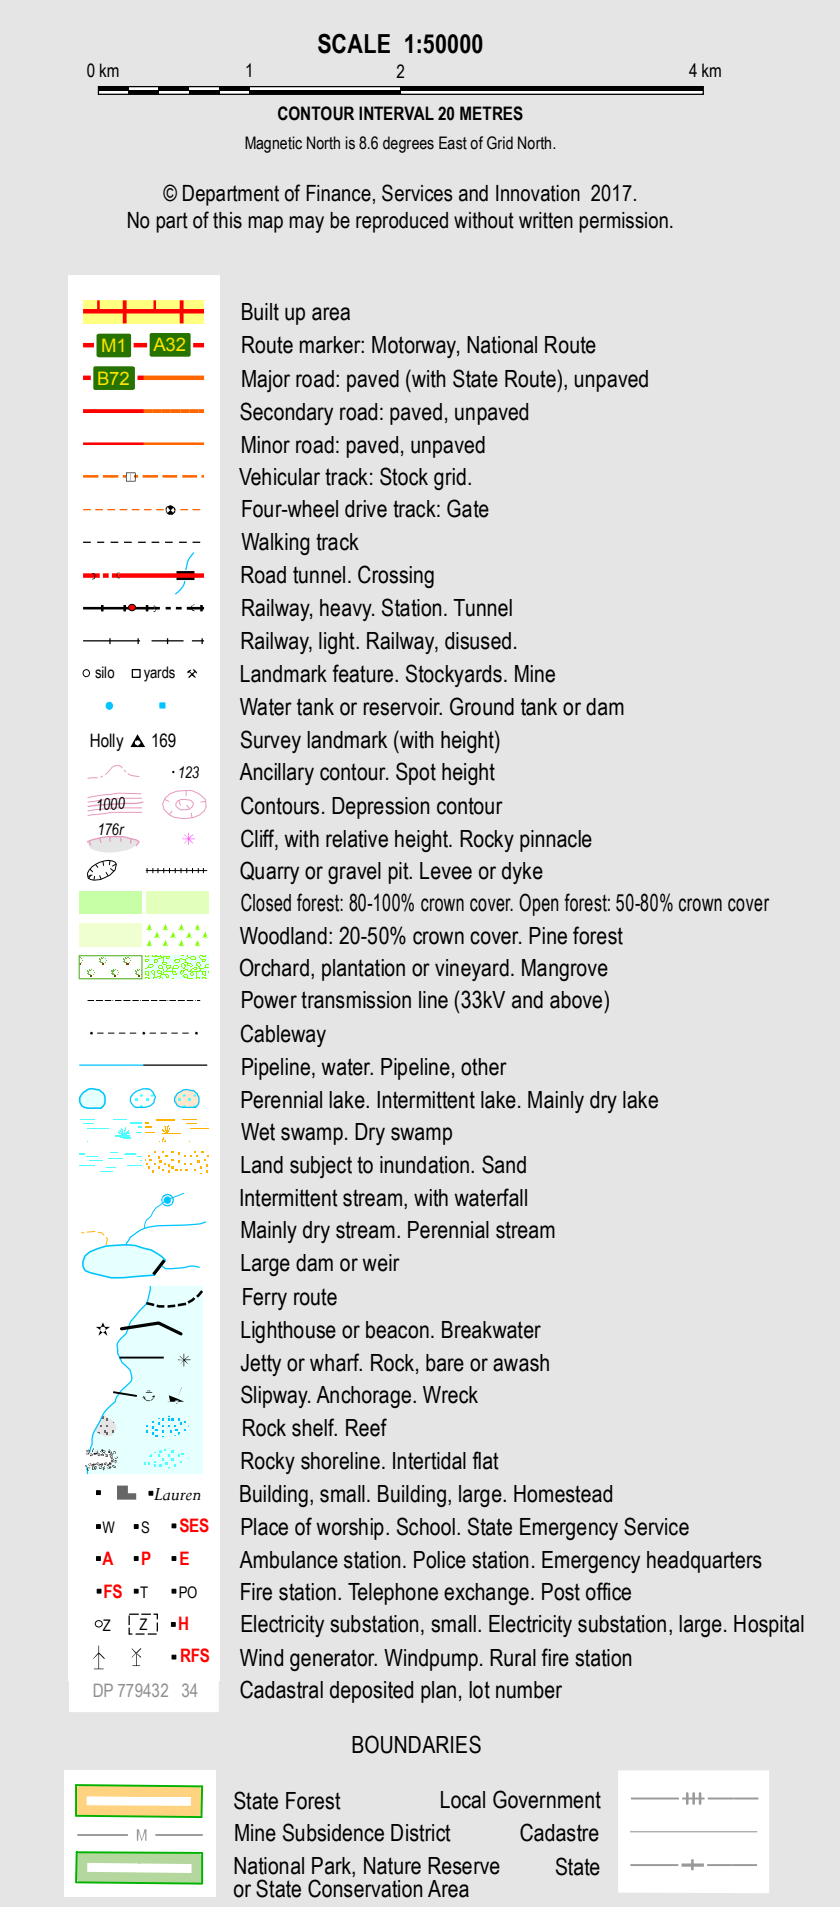 SCALE 1:50000
0 km 1 2 4 km
CONTOUR INTERVAL 20 METRES
Magnetic North is 8.6 degrees East of Grid North.
© Department of Finance, Services and Innovation 2017.
No part of this map may be reproduced without written permission.
Built up area
M1 A32 Route marker: Motorway, National Route
B72 Major road: paved (with State Route), unpaved
Secondary road: paved, unpaved
Minor road: paved, unpaved
Vehicular track: Stock grid.
Four-wheel drive track: Gate
Walking track
Road tunnel. Crossing
Railway, heavy. Station. Tunnel
Railway, light. Railway, disused.
silo yards Landmark feature. Stockyards. Mine
Water tank or reservoir. Ground tank or dam
Holly 169 Survey landmark (with height)
123 Ancillary contour. Spot height
1000 Contours. Depression contour
176r Cliff, with relative height. Rocky pinnacle
Quarry or gravel pit. Levee or dyke
Closed forest: 80-100% crown cover. Open forest: 50-80% crown cover
Woodland: 20-50% crown cover. Pine forest
Orchard, plantation or vineyard. Mangrove
Power transmission line (33kV and above)
Cableway
Pipeline, water. Pipeline, other
Perennial lake. Intermittent lake. Mainly dry lake
Wet swamp. Dry swamp
Land subject to inundation. Sand
Intermittent stream, with waterfall
Mainly dry stream. Perennial stream
Large dam or weir
Ferry route
Lighthouse or beacon. Breakwater
Jetty or wharf. Rock, bare or awash
Slipway. Anchorage. Wreck
Rock shelf. Reef
Rocky shoreline. Intertidal flat
Lauren Building, small. Building, large. Homestead
W S SES Place of worship. School. State Emergency Service
A P E Ambulance station. Police station. Emergency headquarters
FS T PO Fire station. Telephone exchange. Post office
Z Z H Electricity substation, small. Electricity substation, large. Hospital
RFS Wind generator. Windpump. Rural fire station
DP 779432 34 Cadastral deposited plan, lot number
BOUNDARIES
State Forest Local Government
M Mine Subsidence District Cadastre
National Park, Nature Reserve State
or State Conservation Area